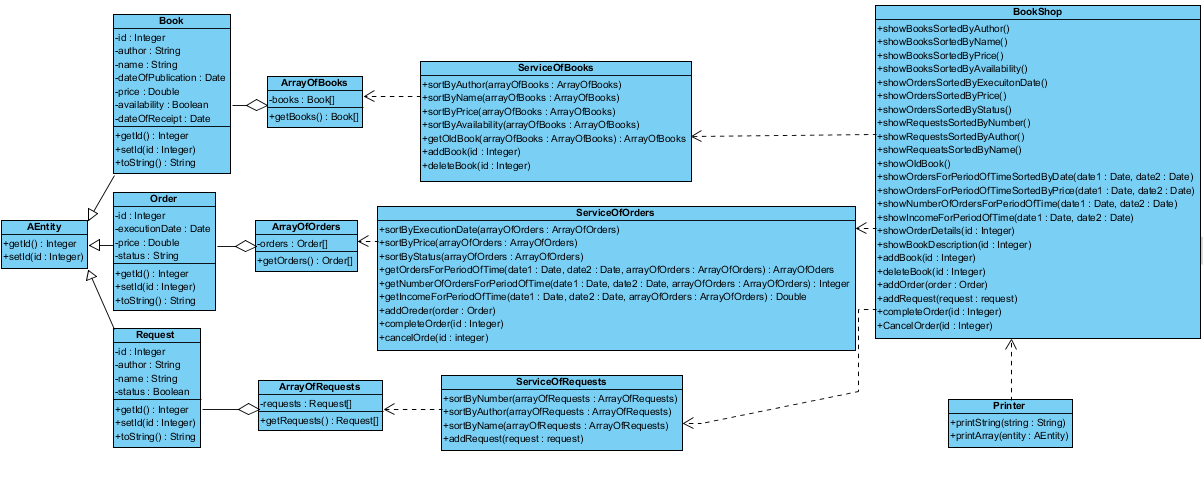 Book
-id : Integer
-author : String
-name : String
-dateOfPublication : Date
-price : Double
-availability : Boolean
-dateOfReceipt : Date
+getId() : Integer
+setId(id : Integer)
+toString() : String
ArrayOfBooks
-books : Book[]
+getBooks() : Book[]
ServiceOfBooks
+sortByAuthor(arrayOfBooks : ArrayOfBooks)
+sortByName(arrayOfBooks : ArrayOfBooks)
+sortByPrice(arrayOfBooks : ArrayOfBooks)
+sortByAvailability(arrayOfBooks : ArrayOfBooks)
+getOldBook(arrayOfBooks : ArrayOfBooks) : ArrayOfBooks
+addBook(id : Integer)
+deleteBook(id : Integer)
BookShop
+showBooksSortedByAuthor()
+showBooksSortedByName()
+showBooksSortedByPrice()
+showBooksSortedByAvailability()
+showOrdersSortedByExecuitonDate()
+showOrdersSortedByPrice()
+showOrdersSortedByStatus()
+showRequestsSortedByNumber()
+showRequestsSortedByAuthor()
+showRequeatsSortedByName()
+showOldBook()
+showOrdersForPeriodOfTimeSortedByDate(date1 : Date, date2 : Date)
+showOrdersForPeriodOfTimeSortedByPrice(date1 : Date, date2 : Date)
+showNumberOfOrdersForPeriodOfTime(date1 : Date, date2 : Date)
+showIncomeForPeriodOfTime(date1 : Date, date2 : Date)
+showOrderDetails(id : Integer)
+showBookDescription(id : Integer)
+addBook(id : Integer)
+deleteBook(id : Integer)
+addOrder(order : Order)
+addRequest(request : request)
+completeOrder(id : Integer)
+CancelOrder(id : Integer)
AEntity
+getId() : Integer
+setId(id : Integer)
Order
-id : Integer
-executionDate : Date
-price : Double
-status : String
+getId() : Integer
+setId(id : Integer)
+toString() : String
ArrayOfOrders
-orders : Order[]
+getOrders() : Order[]
ServiceOfOrders
+sortByExecutionDate(arrayOfOrders : ArrayOfOrders)
+sortByPrice(arrayOfOrders : ArrayOfOrders)
+sortByStatus(arrayOfOrders : ArrayOfOrders)
+getOrdersForPeriodOfTime(date1 : Date, date2 : Date, arrayOfOrders : ArrayOfOrders) : ArrayOfOders
+getNumberOfOrdersForPeriodOfTime(date1 : Date, date2 : Date, arrayOfOrders : ArrayOfOrders) : Integer
+getIncomeForPeriodOfTime(date1 : Date, date2 : Date, arrayOfOrders : ArrayOfOrders) : Double
+addOreder(order : Order)
+completeOrder(id : Integer)
+cancelOrde(id : integer)
Request
-id : Integer
-author : String
-name : String
-status : Boolean
+getId() : Integer
+setId(id : Integer)
+toString() : String
ArrayOfRequests
-requests : Request[]
+getRequests() : Request[]
ServiceOfRequests
+sortByNumber(arrayOfRequests : ArrayOfRequests)
+sortByAuthor(arrayOfRequests : ArrayOfRequests)
+sortByName(arrayOfRequests : ArrayOfRequests)
+addRequest(request : request)
Printer
+printString(string : String)
+printArray(entity : AEntity)